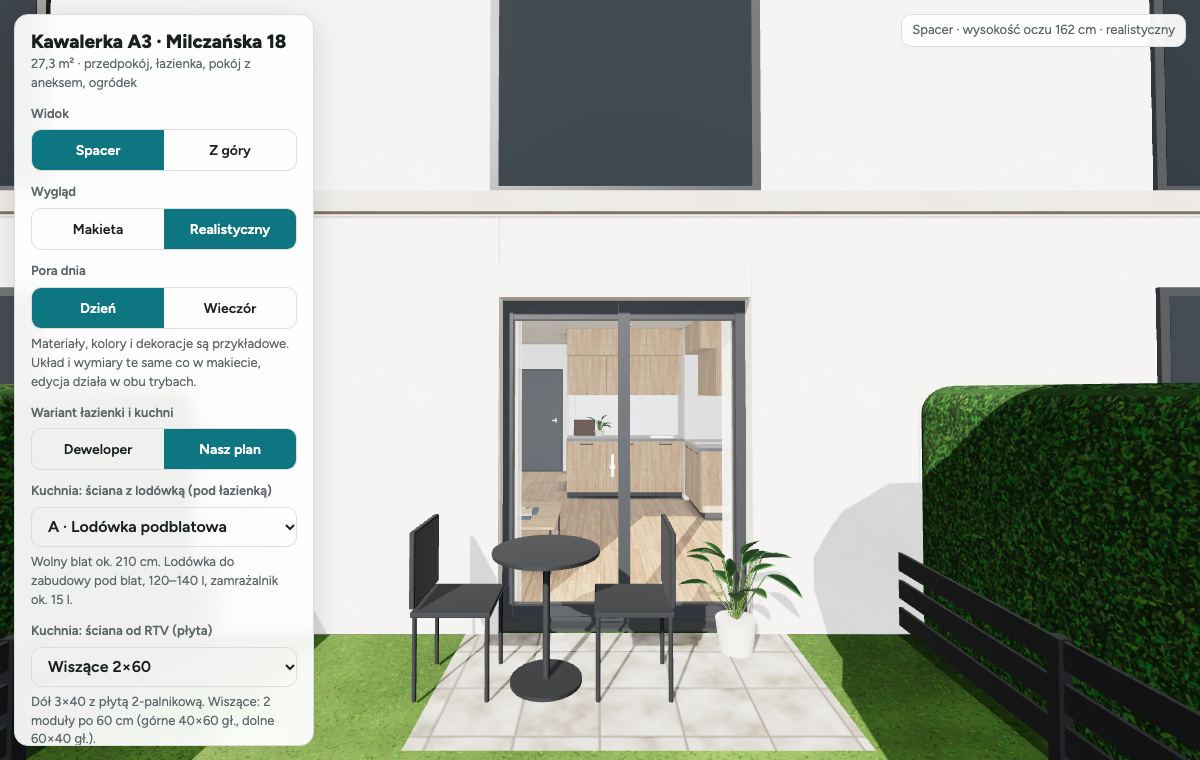 Kawalerka A3 · Milczańska 18
27,3 m² · przedpokój, łazienka, pokój z
aneksem, ogródek
Widok
Spacer
Z góry
Wygląd
Makieta
Realistyczny
Pora dnia
Dzień
Wieczór
Materiały, kolory i dekoracje są przykładowe.
Układ i wymiary te same co w makiecie,
edycja działa w obu trybach.
Wariant łazienki i kuchni
Deweloper
Nasz plan
Kuchnia: ściana z lodówką (pod łazienką)
A · Lodówka podblatowa
Wolny blat ok. 210 cm. Lodówka do
zabudowy pod blat, 120–140 l, zamrażalnik
ok. 15 l.
Kuchnia: ściana od RTV (płyta)
Wiszące 2×60
Dół 3×40 z płytą 2-palnikową. Wiszące: 2
moduły po 60 cm (górne 40×60 gł., dolne
60×40 gł.).
Spacer · wysokość oczu 162 cm · realistyczny